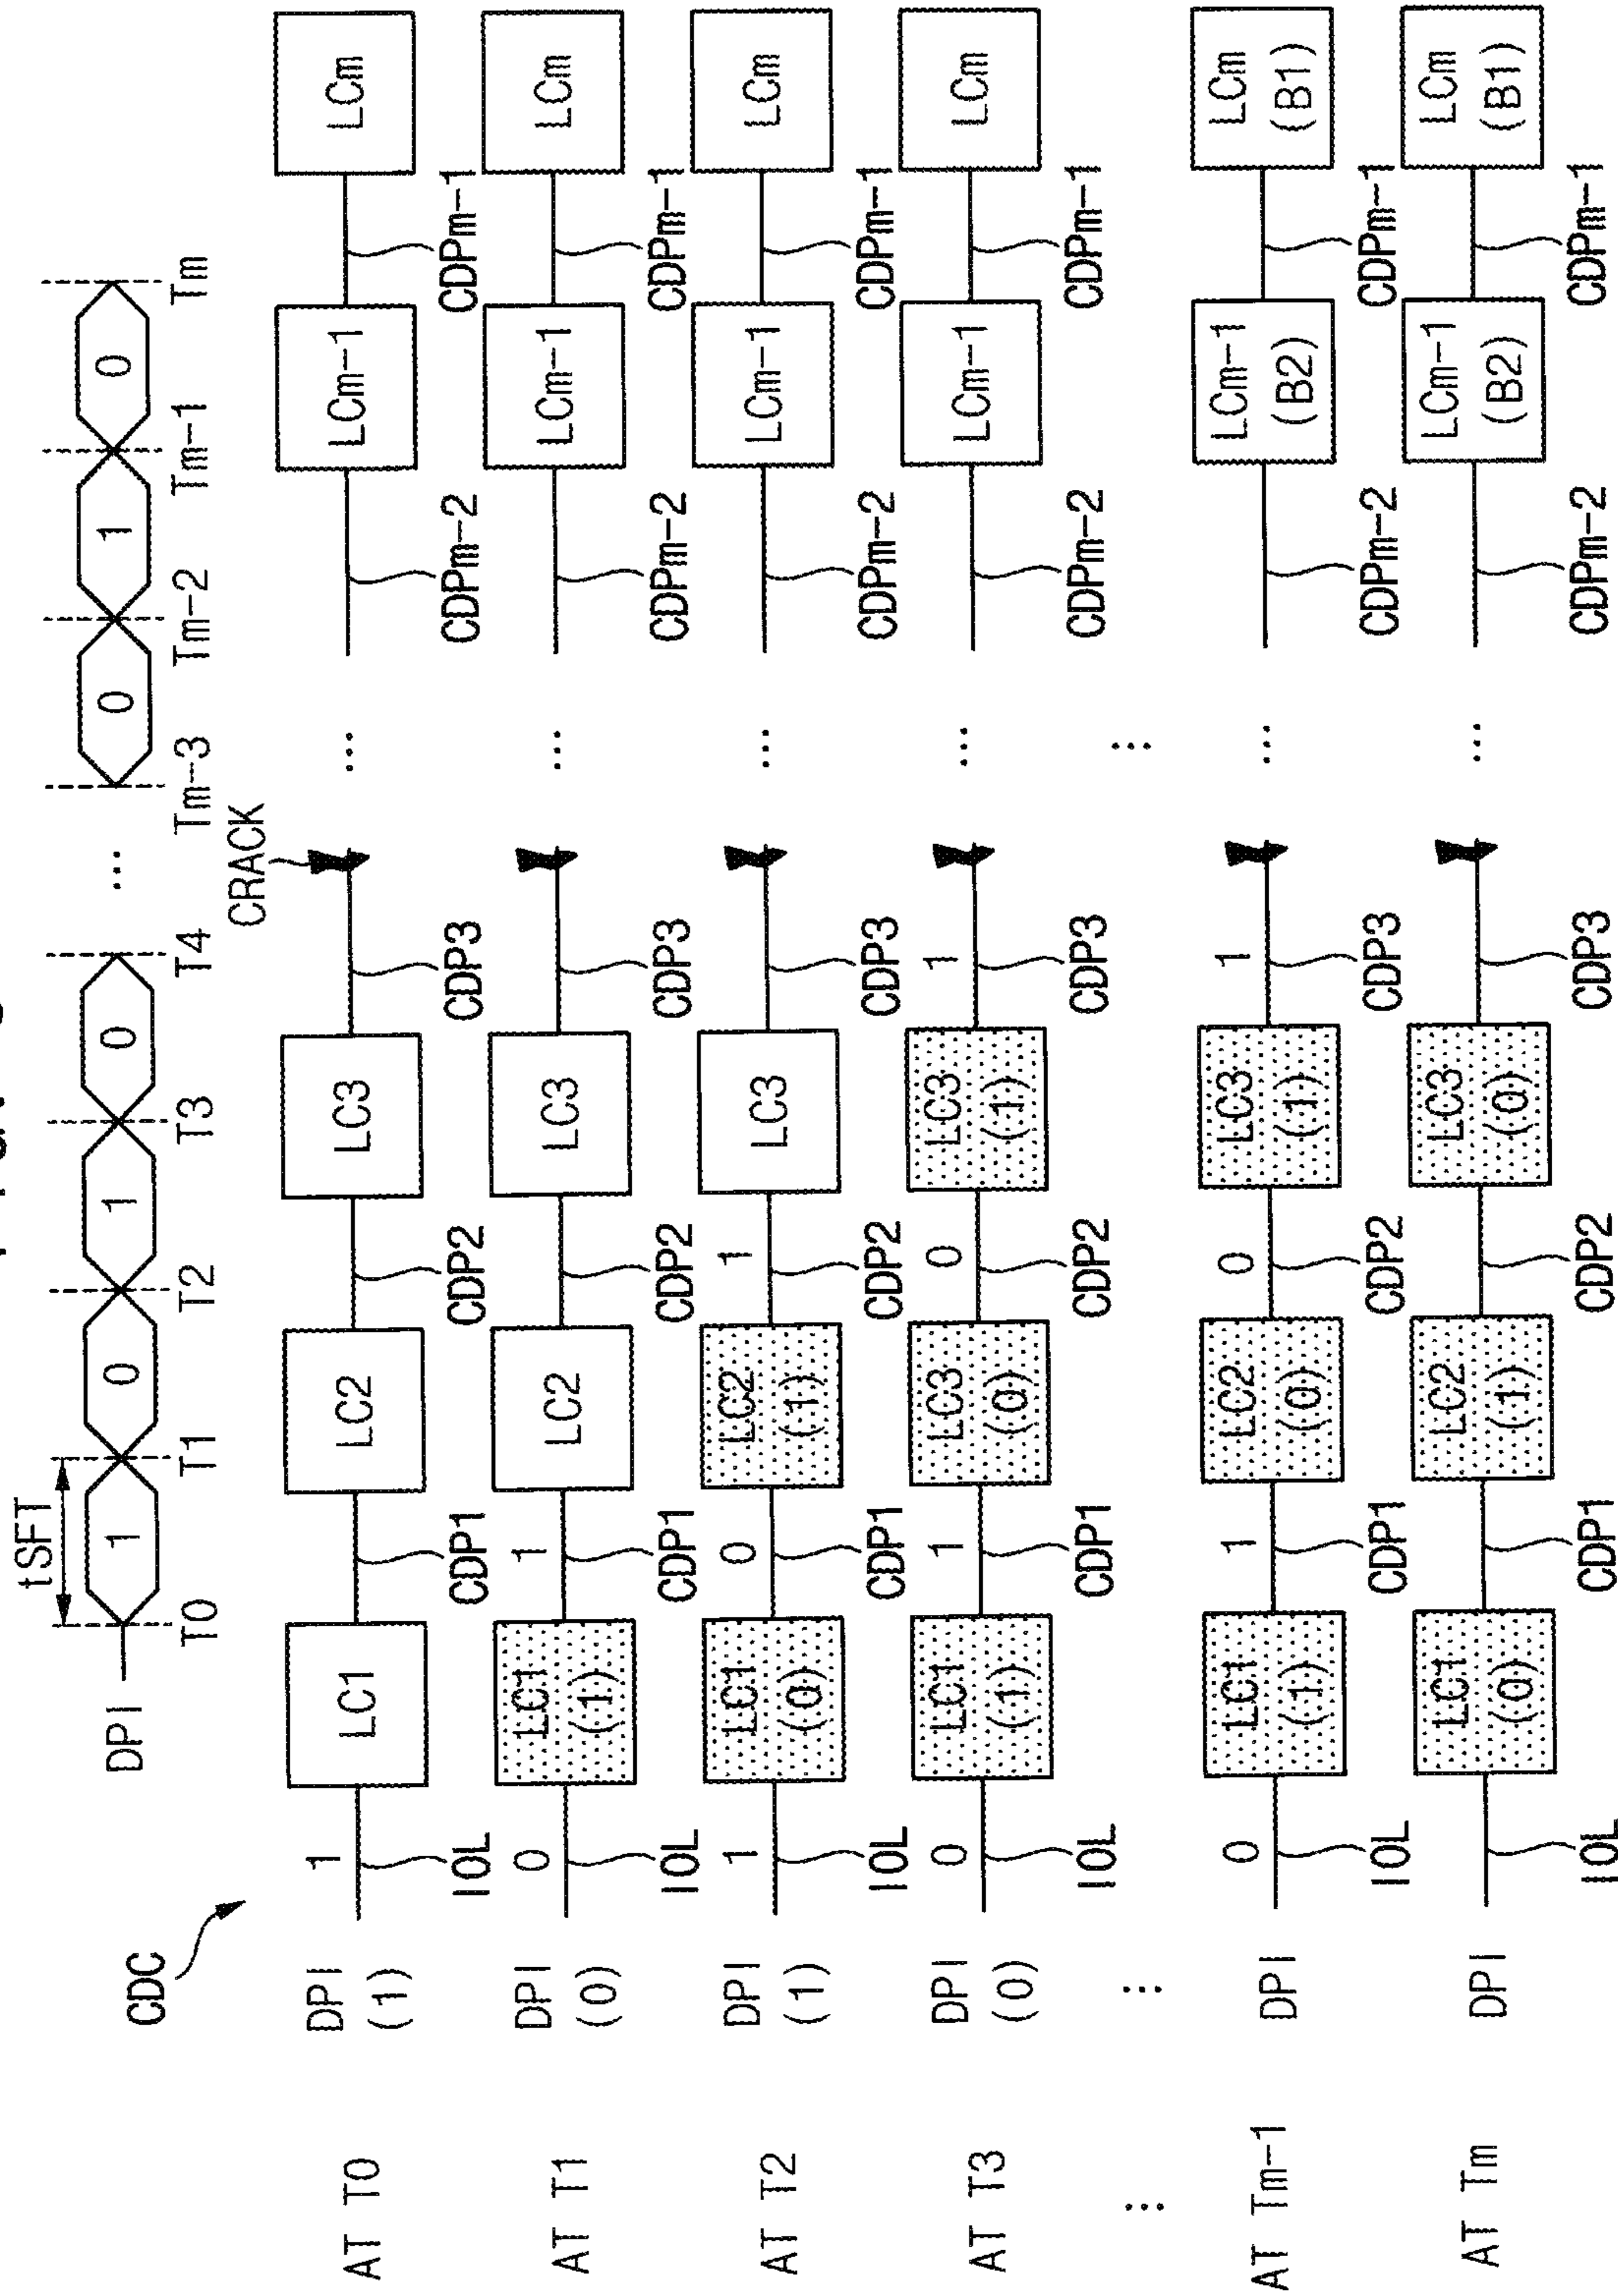 tSFT
DPI 1 0 1 0 ... 0 1 0
T0 T1 T2 T3 T4 Tm-3 Tm-2 Tm-1 Tm
CDC
CRACK
AT T0 DPI (1) 1 LC1 LC2 LC3 ... LCm-1 LCm
IOL CDP1 CDP2 CDP3 CDPm-2 CDPm-1
AT T1 DPI (0) 0 LC1 (1) 1 LC2 LC3 ... LCm-1 LCm
IOL CDP1 CDP2 CDP3 CDPm-2 CDPm-1
AT T2 DPI (1) 1 LC1 (0) 0 LC2 (1) 1 LC3 ... LCm-1 LCm
IOL CDP1 CDP2 CDP3 CDPm-2 CDPm-1
AT T3 DPI (0) 0 LC1 (1) 1 LC3 (0) 0 LC3 (1) 1 ... LCm-1 LCm
IOL CDP1 CDP2 CDP3 CDPm-2 CDPm-1
⋮ ⋮ ⋮
AT Tm-1 DPI 0 LC1 (1) 1 LC2 (0) 0 LC3 (1) 1 ... LCm-1 (B2) LCm (B1)
IOL CDP1 CDP2 CDP3 CDPm-2 CDPm-1
AT Tm DPI LC1 (0) LC2 (1) LC3 (0) ... LCm-1 (B2) LCm (B1)
IOL CDP1 CDP2 CDP3 CDPm-2 CDPm-1